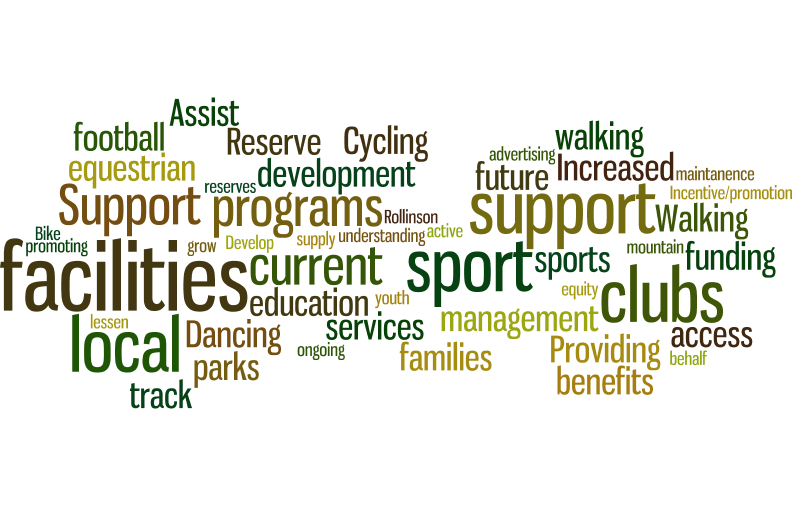 Assist
football
Reserve
Cycling
advertising
walking
equestrian
development
future
Increased
maintanence
reserves
Incentive/promotion
Support
programs
Rollinson
support
Walking
Bike
promoting
grow
Develop
supply
understanding
active
mountain
funding
facilities
current
sport
sports
education
youth
equity
clubs
local
lessen
Dancing
services
management
access
ongoing
families
Providing
behalf
parks
benefits
track